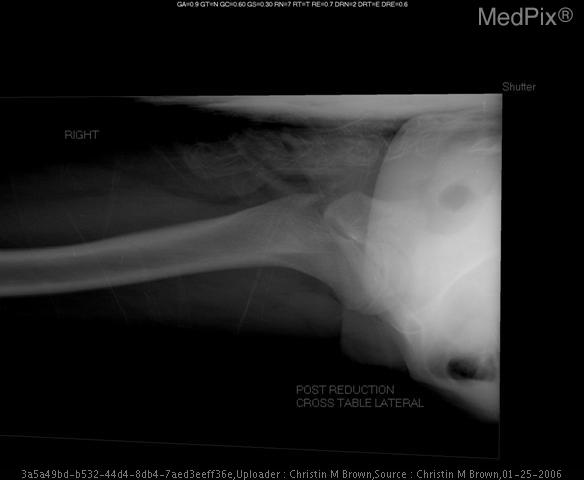 GA=0.9 GT=N GC=0.60 GS=0.30 RN=7 RT=T RE=0.7 DRN=2 DRT=E DRE=0.6
MedPix®
Shutter
RIGHT
POST REDUCTION
CROSS TABLE LATERAL
3a5a49bd-b532-44d4-8db4-7aed3eeff36e,Uploader : Christin M Brown,Source : Christin M Brown,01-25-2006